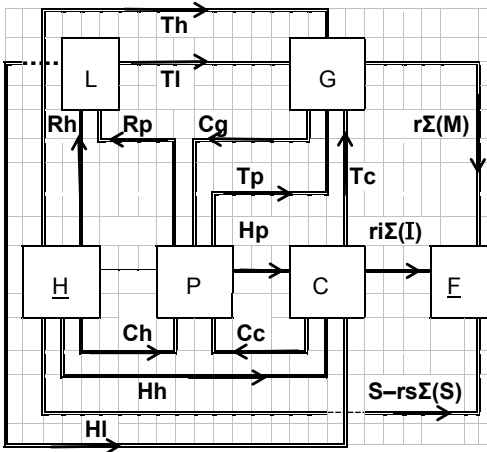 Th
L
Tl
G
Rh
Rp
Cg
rΣ(M)
Tp
Tc
Hp
riΣ(I)
H
P
C
F
Ch
Cc
Hh
S–rsΣ(S)
Hl